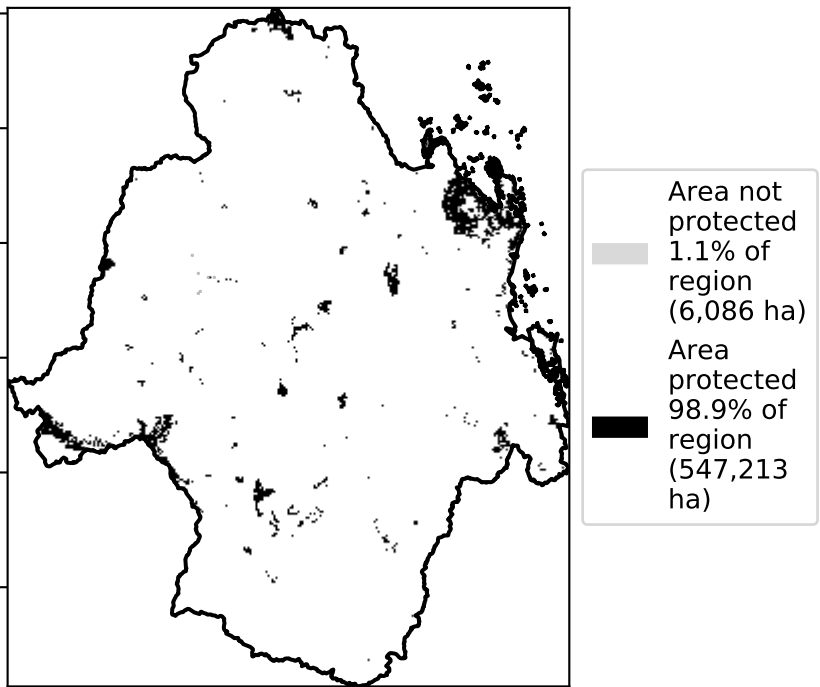 Area not
protected
1.1% of
region
(6,086 ha)
Area
protected
98.9% of
region
(547,213
ha)